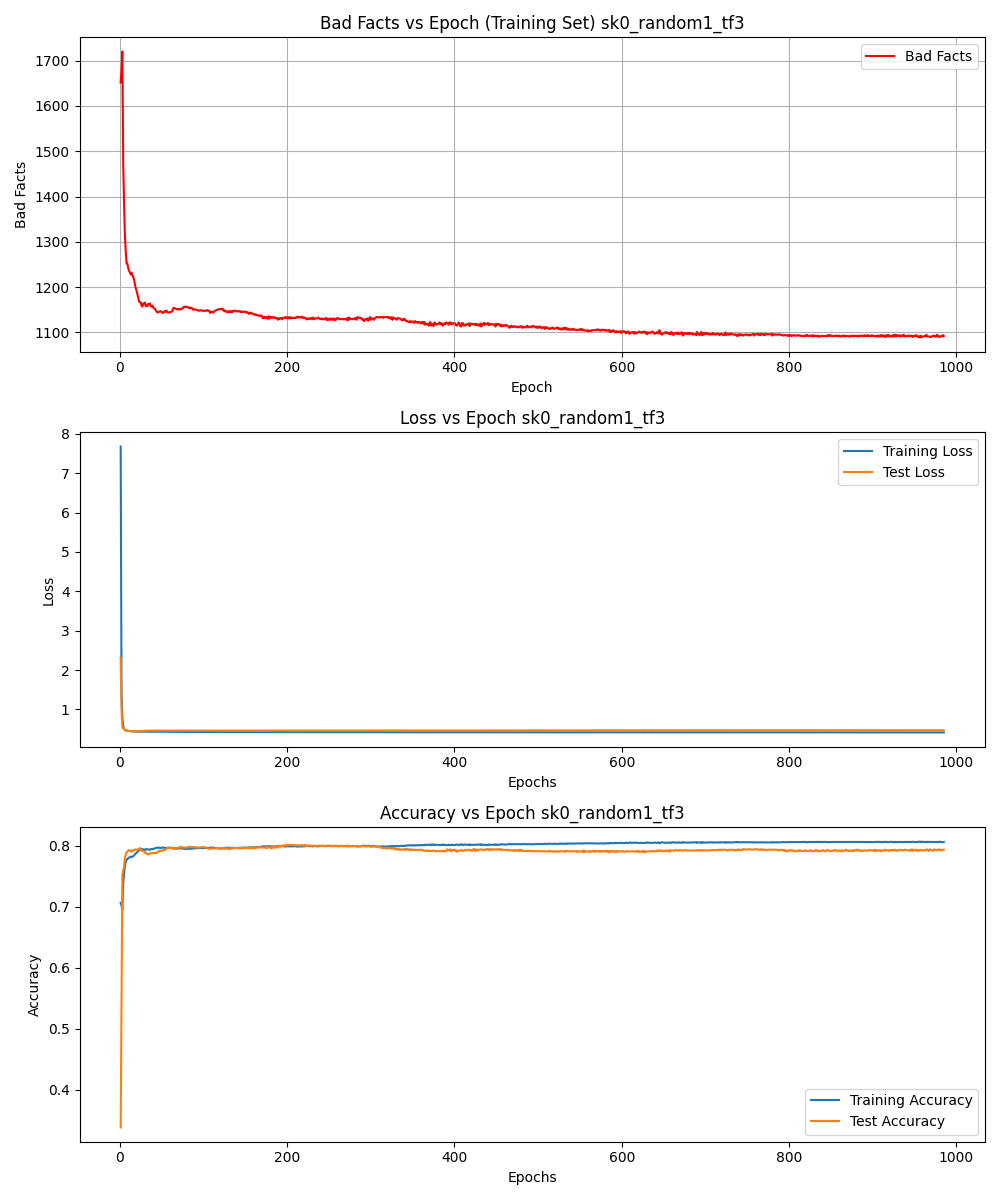 Bad Facts vs Epoch (Training Set) sk0_random1_tf3
Bad Facts
1700
1600
1500
1400
1300
1200
1100
Bad Facts
0 200 400 600 800 1000
Epoch
Loss vs Epoch sk0_random1_tf3
Training Loss
Test Loss
8
7
6
5
4
3
2
1
Loss
0 200 400 600 800 1000
Epochs
Accuracy vs Epoch sk0_random1_tf3
0.8
0.7
0.6
0.5
0.4
Accuracy
Training Accuracy
Test Accuracy
0 200 400 600 800 1000
Epochs